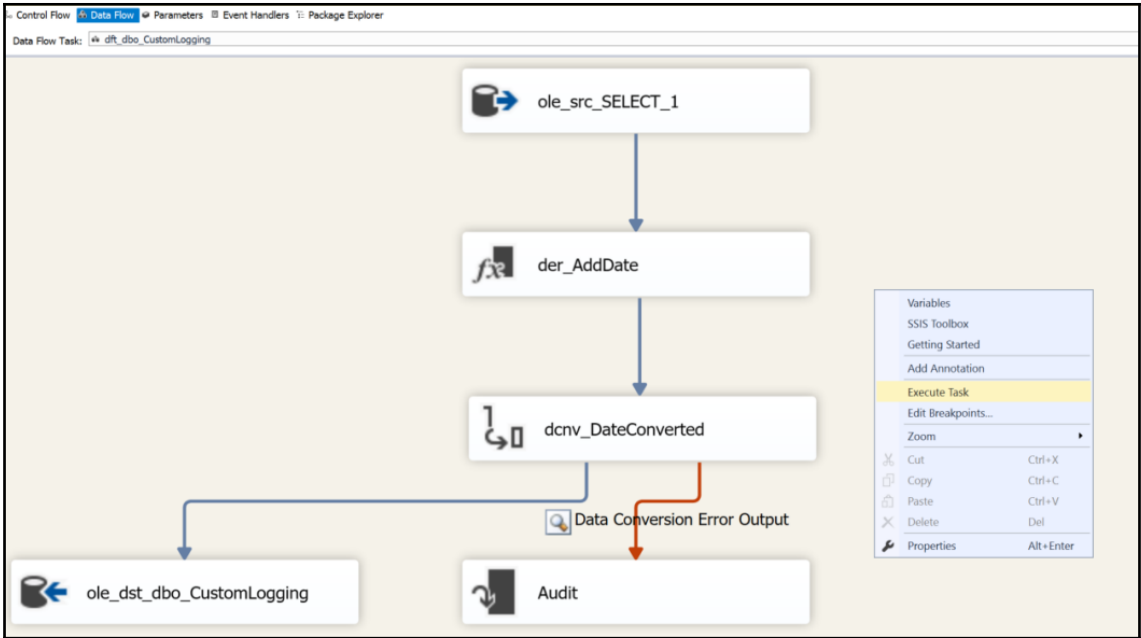 Control Flow Data Flow Parameters Event Handlers Package Explorer
Data Flow Task: dft_dbo_CustomLogging
ole_src_SELECT_1
der_AddDate
dcnv_DateConverted
Data Conversion Error Output
ole_dst_dbo_CustomLogging
Audit
Variables
SSIS Toolbox
Getting Started
Add Annotation
Execute Task
Edit Breakpoints...
Zoom
Cut Ctrl+X
Copy Ctrl+C
Paste Ctrl+V
Delete Del
Properties Alt+Enter